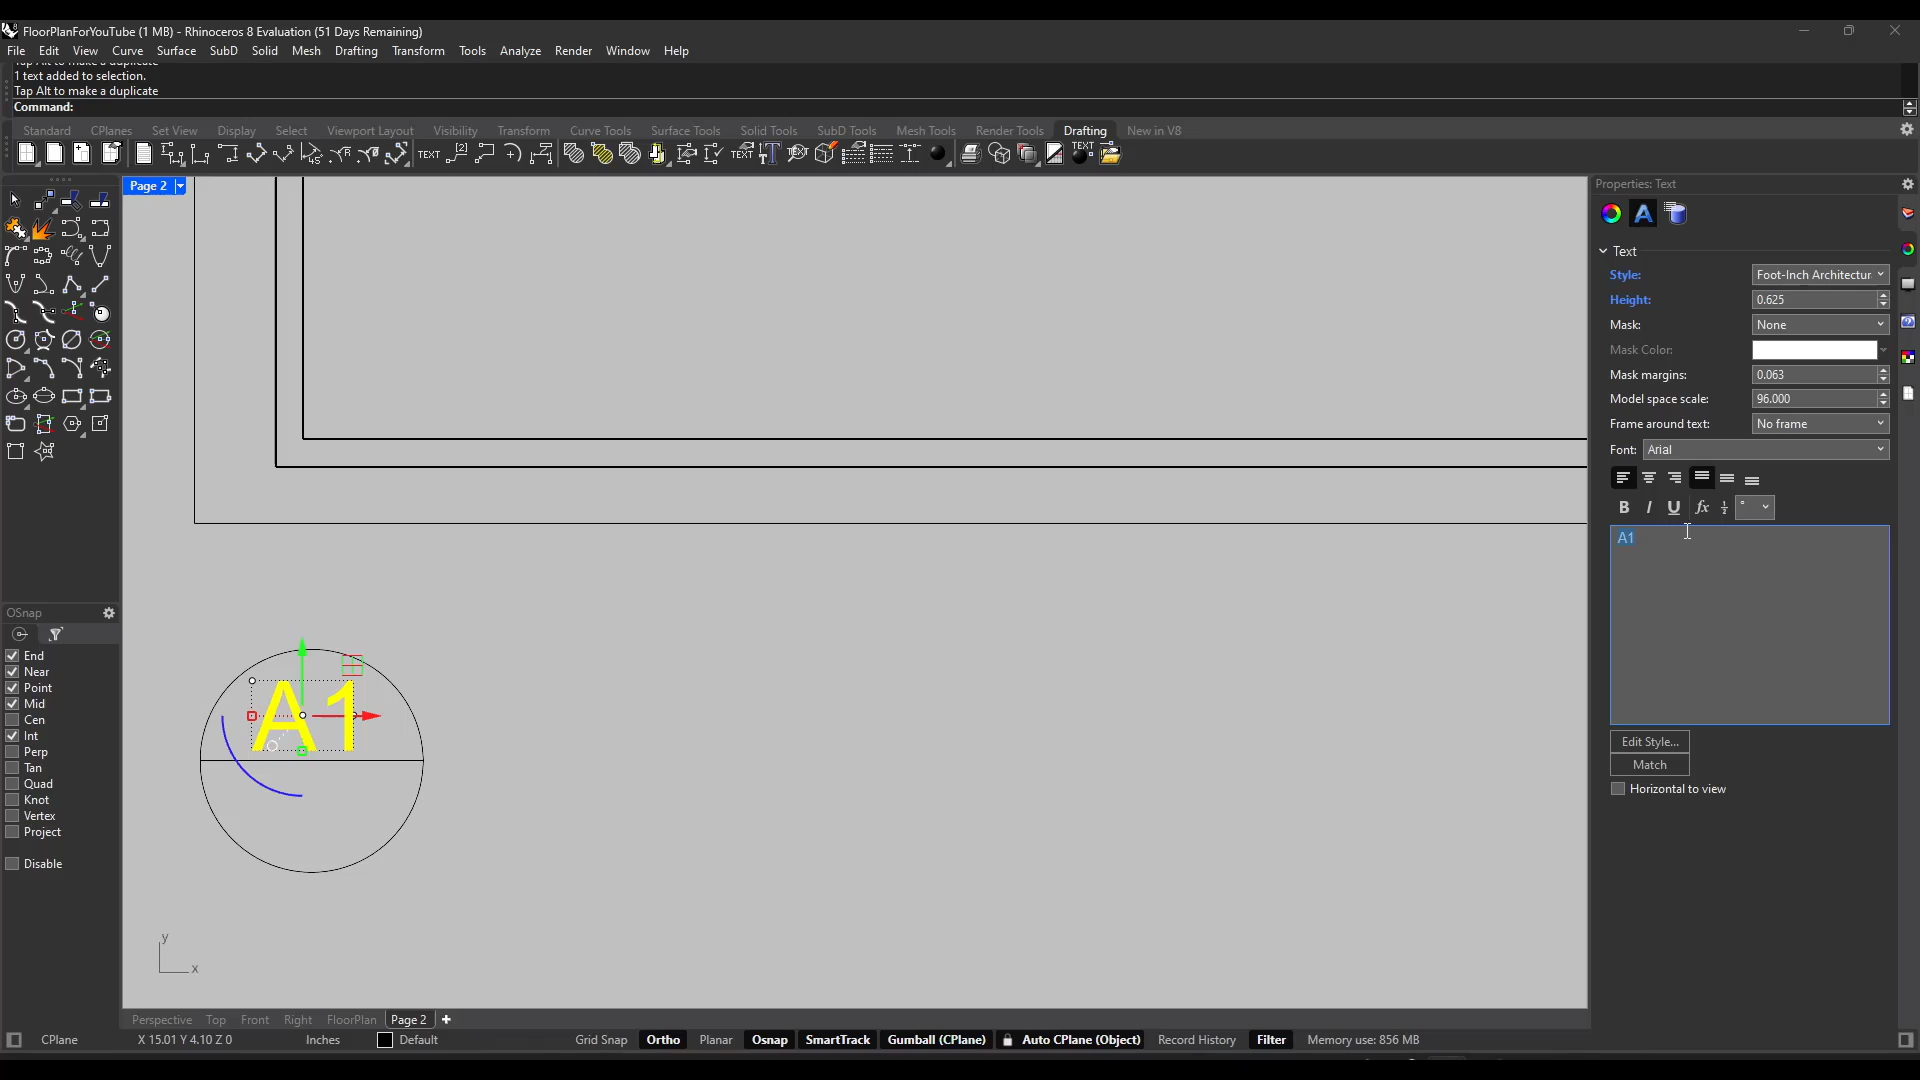 FloorPlanForYouTube (1 MB) - Rhinoceros 8 Evaluation (51 Days Remaining)
File Edit View Curve Surface SubD Solid Mesh Drafting Transform Tools Analyze Render Window Help
Tap Alt to make a duplicate
1 text added to selection.
Tap Alt to make a duplicate
Command:
Standard CPlanes Set View Display Select Viewport Layout Visibility Transform Curve Tools Surface Tools Solid Tools SubD Tools Mesh Tools Render Tools Drafting New in V8
Page 2
Properties: Text
Text
Style: Foot-Inch Architectur
Height: 0.625
Mask: None
Mask Color:
Mask margins: 0.063
Model space scale: 96.000
Frame around text: No frame
Font: Arial
A1
Edit Style...
Match
Horizontal to view
OSnap
End
Near
Point
Mid
Cen
Int
Perp
Tan
Quad
Knot
Vertex
Project
Disable
A1
y
x
Perspective Top Front Right FloorPlan Page 2
CPlane X 15.01 Y 4.10 Z 0 Inches Default Grid Snap Ortho Planar Osnap SmartTrack Gumball (CPlane) Auto CPlane (Object) Record History Filter Memory use: 856 MB